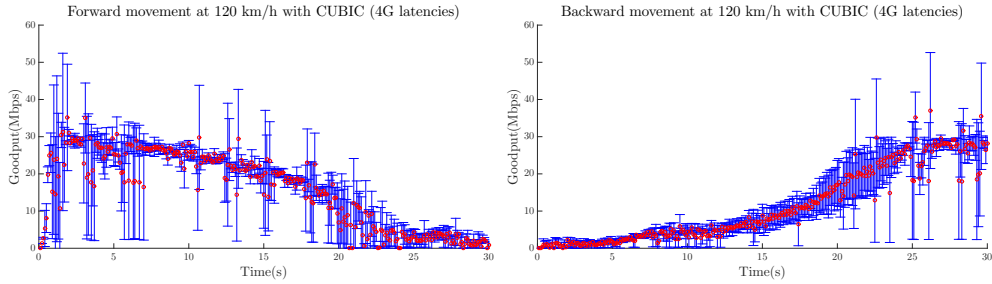 Forward movement at 120 km/h with CUBIC (4G latencies)
60
50
40
30
20
10
0
Goodput(Mbps)
0 5 10 15 20 25 30
Time(s)
Backward movement at 120 km/h with CUBIC (4G latencies)
60
50
40
30
20
10
0
Goodput(Mbps)
0 5 10 15 20 25 30
Time(s)